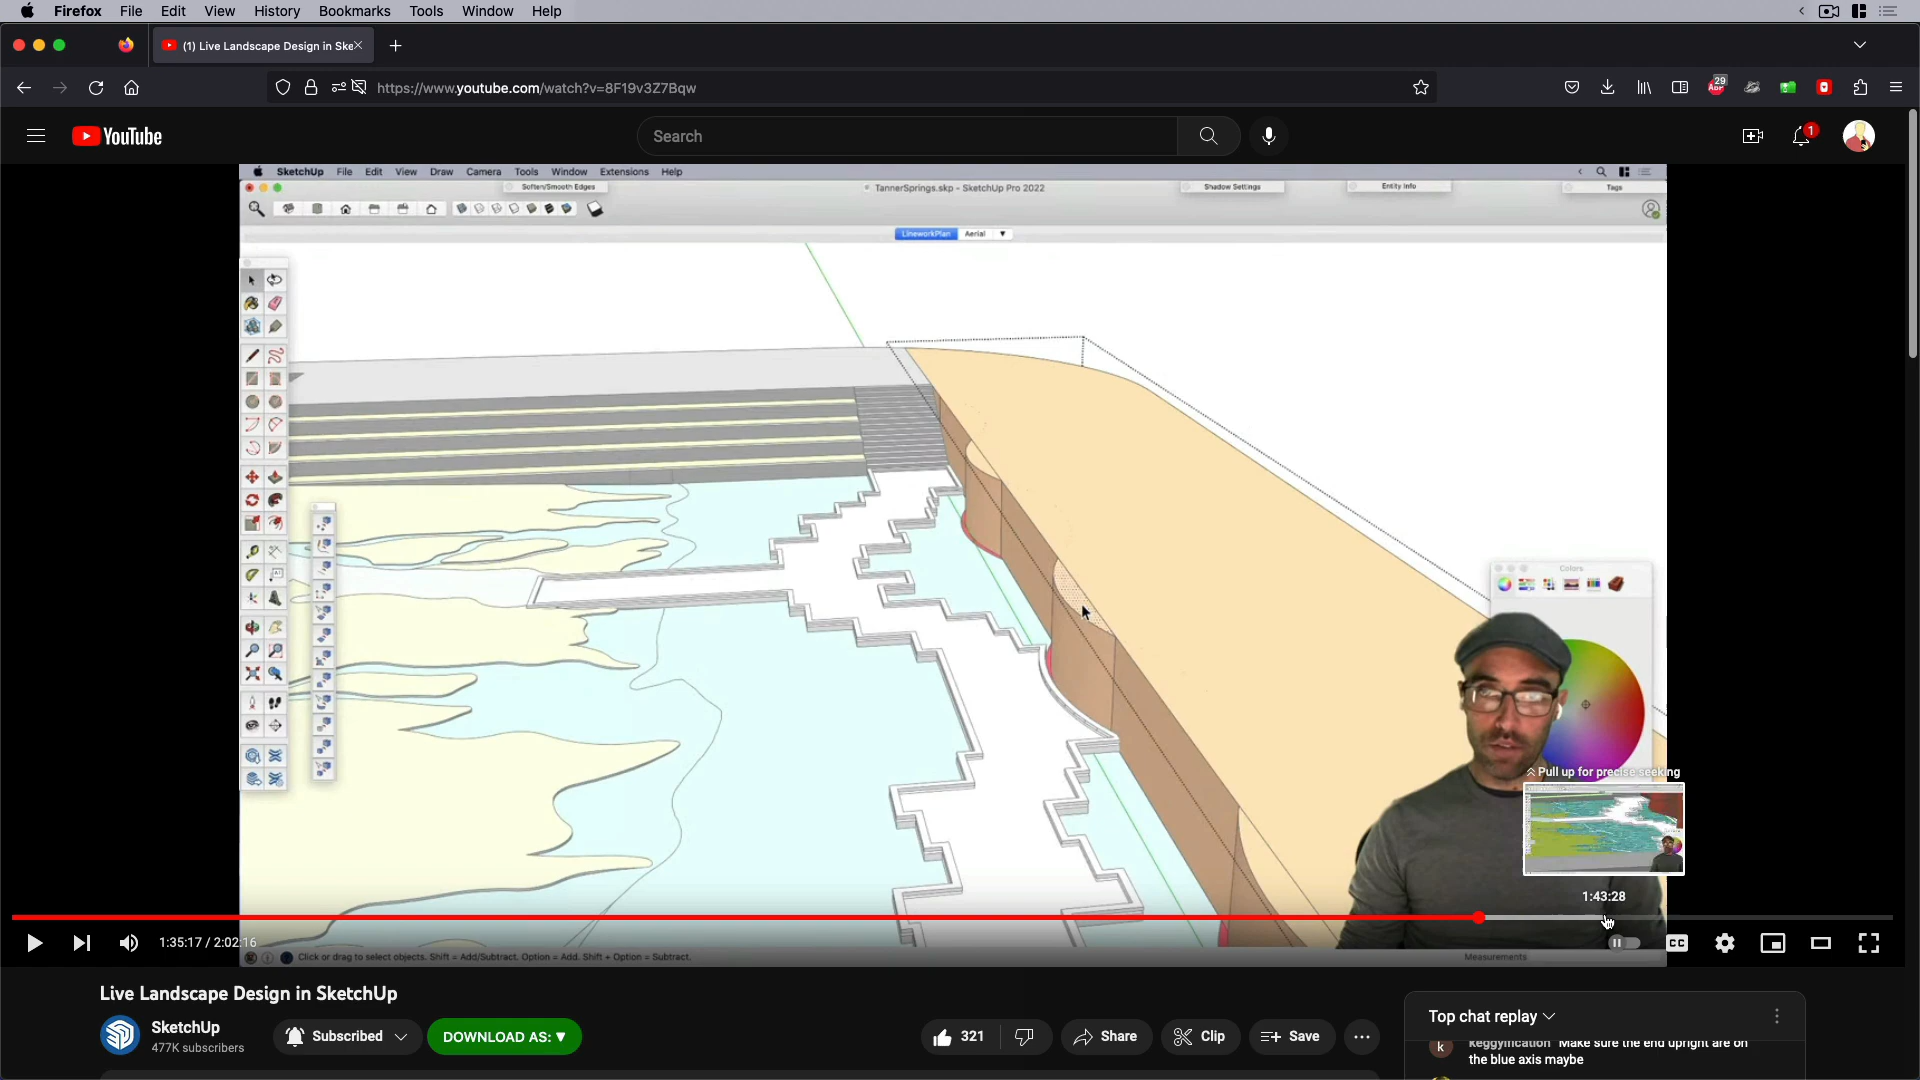 Firefox File Edit View History Bookmarks Tools Window Help
(1) Live Landscape Design in Ske
https://www.youtube.com/watch?v=8F19v3Z7Bqw
29
ABP
YouTube
Search
1
SketchUp File Edit View Draw Camera Tools Window Extensions Help
Soften/Smooth Edges
TannerSprings.skp - SketchUp Pro 2022
Shadow Settings
Entity Info
Tags
LineworkPlan Aerial ▼
Colors
Pull up for precise seeking
1:43:28
1:35:17 / 2:02:16
CC
Click or drag to select objects. Shift = Add/Subtract. Option = Add. Shift + Option = Subtract.
Measurements
Live Landscape Design in SketchUp
SketchUp
477K subscribers
Subscribed
DOWNLOAD AS: ▼
321
Share
Clip
Save
Top chat replay
k
keggyfication Make sure the end upright are on
the blue axis maybe